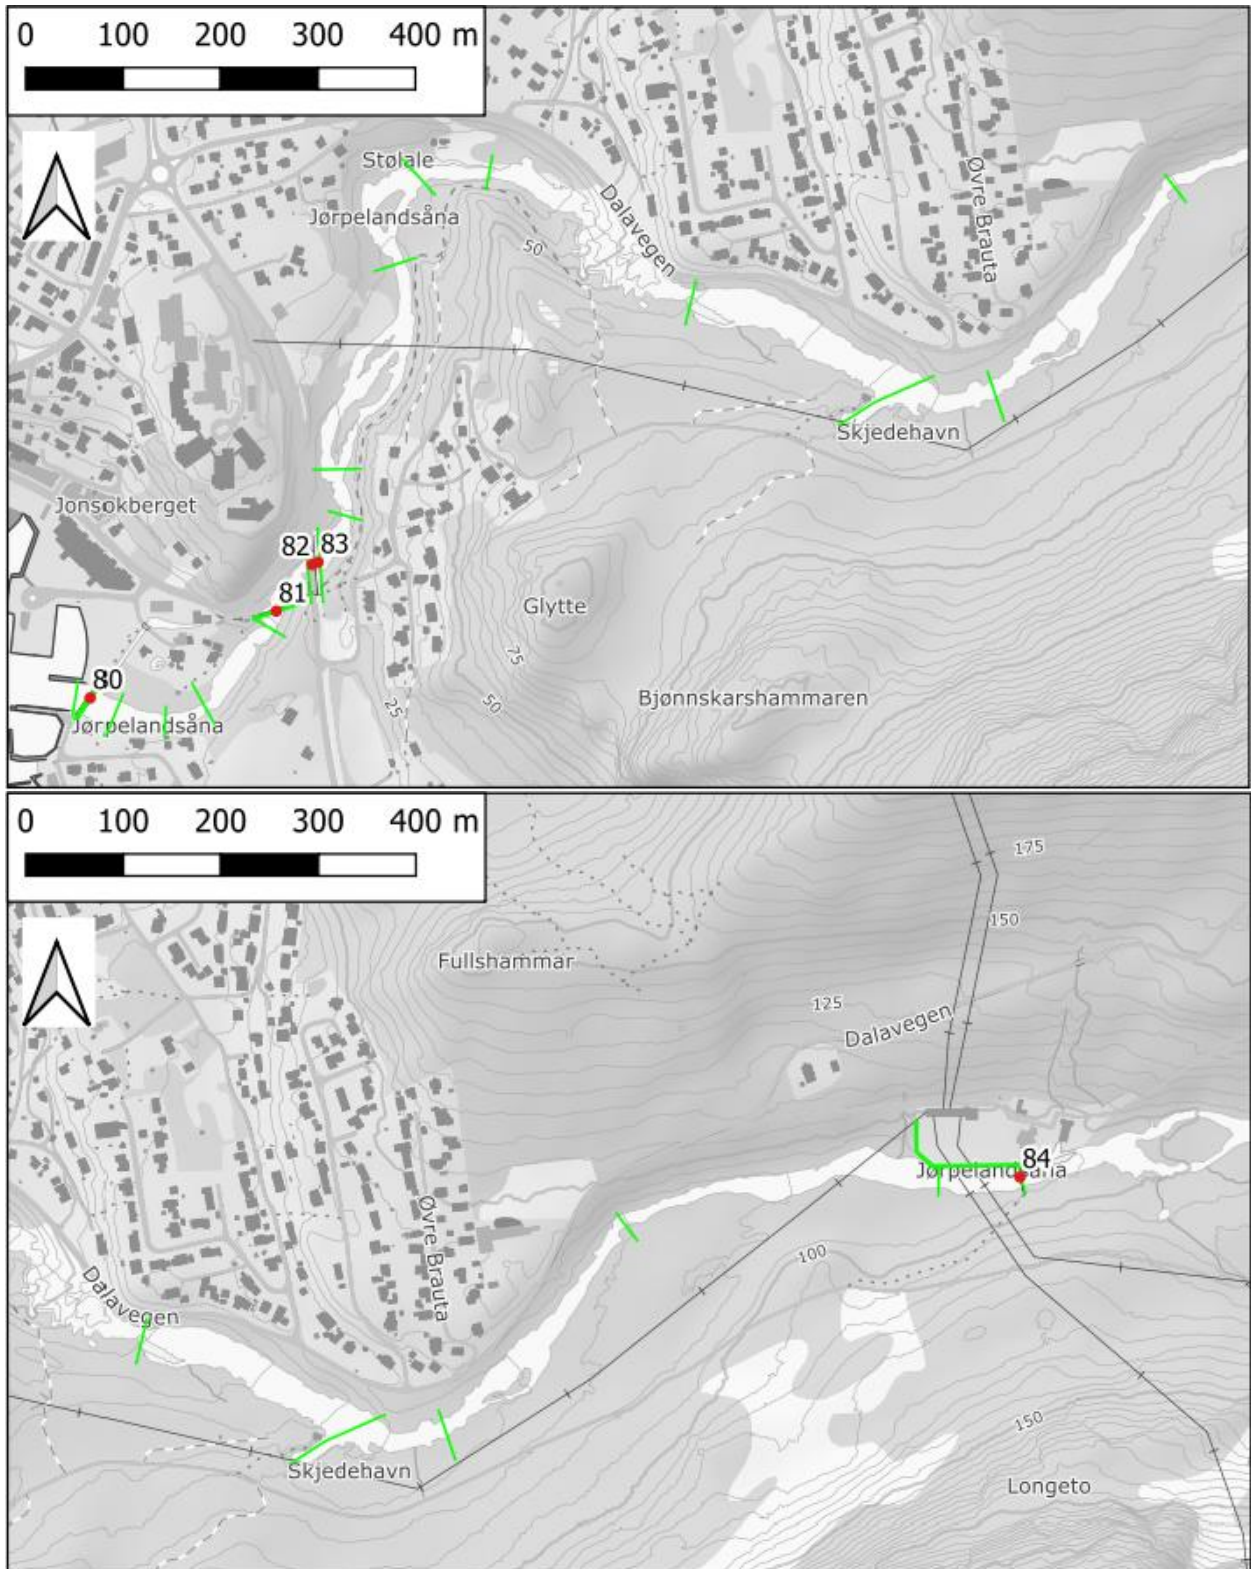 0 100 200 300 400 m
Stølale
Jørpelandsåna
Dalavegen
Øvre Brauta
50
Skjedehavn
Jonsokberget
82 83
81
Glytte
75
80
50
25
Bjønnskarshammaren
Jørpelandsåna
0 100 200 300 400 m
175
150
Fullshammar
125
Dalavegen
84
Jørpelandsåna
Øvre Brauta
100
Dalavegen
150
Skjedehavn
Longeto